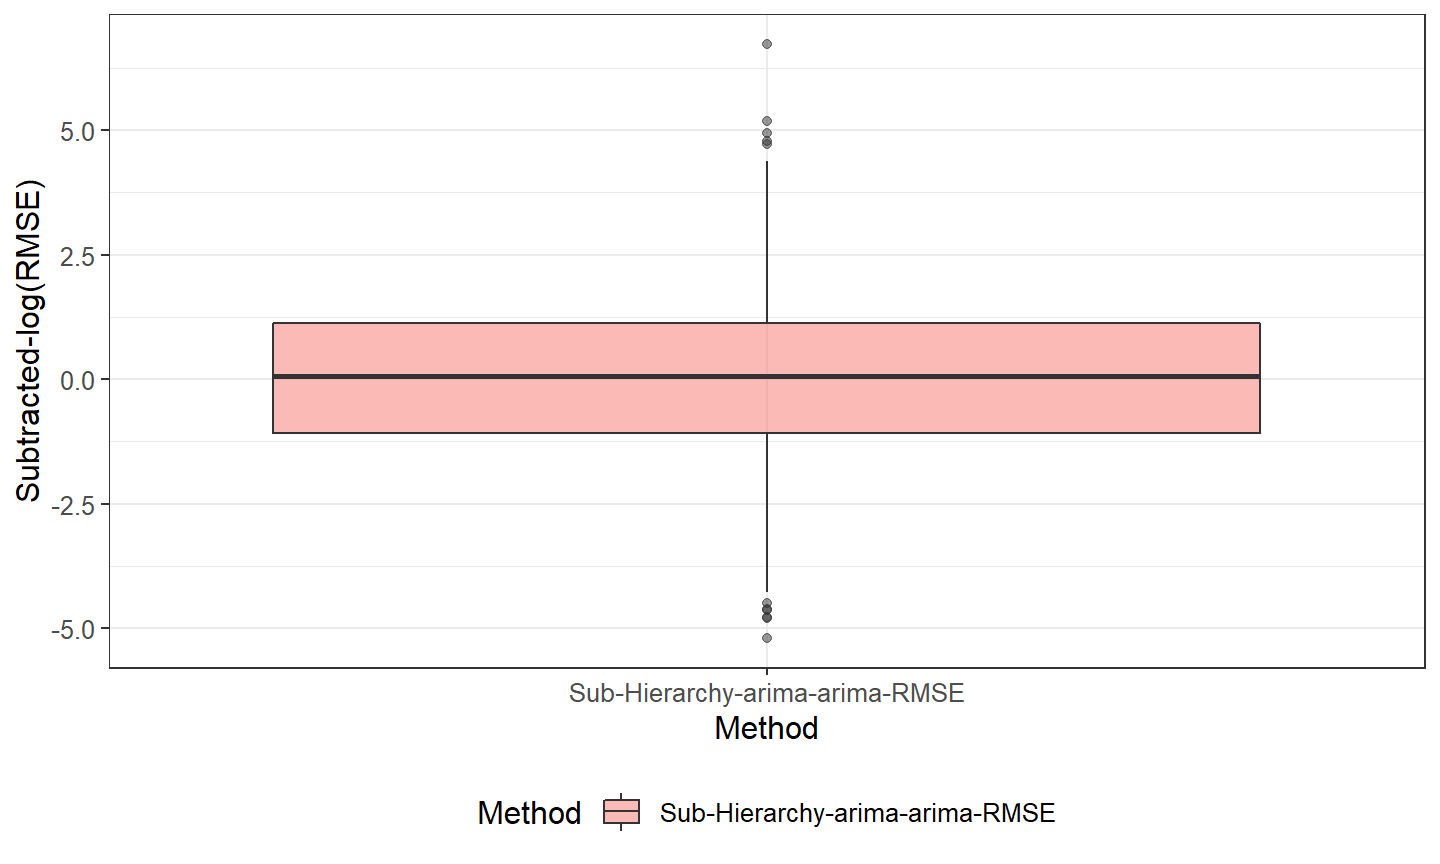 Subtracted-log(RMSE)
5.0
2.5
0.0
-2.5
-5.0
Sub-Hierarchy-arima-arima-RMSE
Method
Method Sub-Hierarchy-arima-arima-RMSE